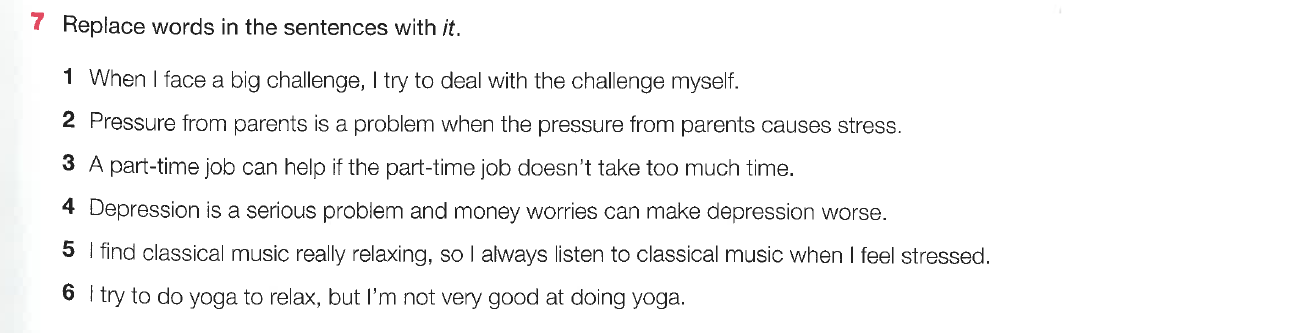 7 Replace words in the sentences with it.
1 When I face a big challenge, I try to deal with the challenge myself.
2 Pressure from parents is a problem when the pressure from parents causes stress.
3 A part-time job can help if the part-time job doesn't take too much time.
4 Depression is a serious problem and money worries can make depression worse.
5 I find classical music really relaxing, so I always listen to classical music when I feel stressed.
6 I try to do yoga to relax, but I'm not very good at doing yoga.